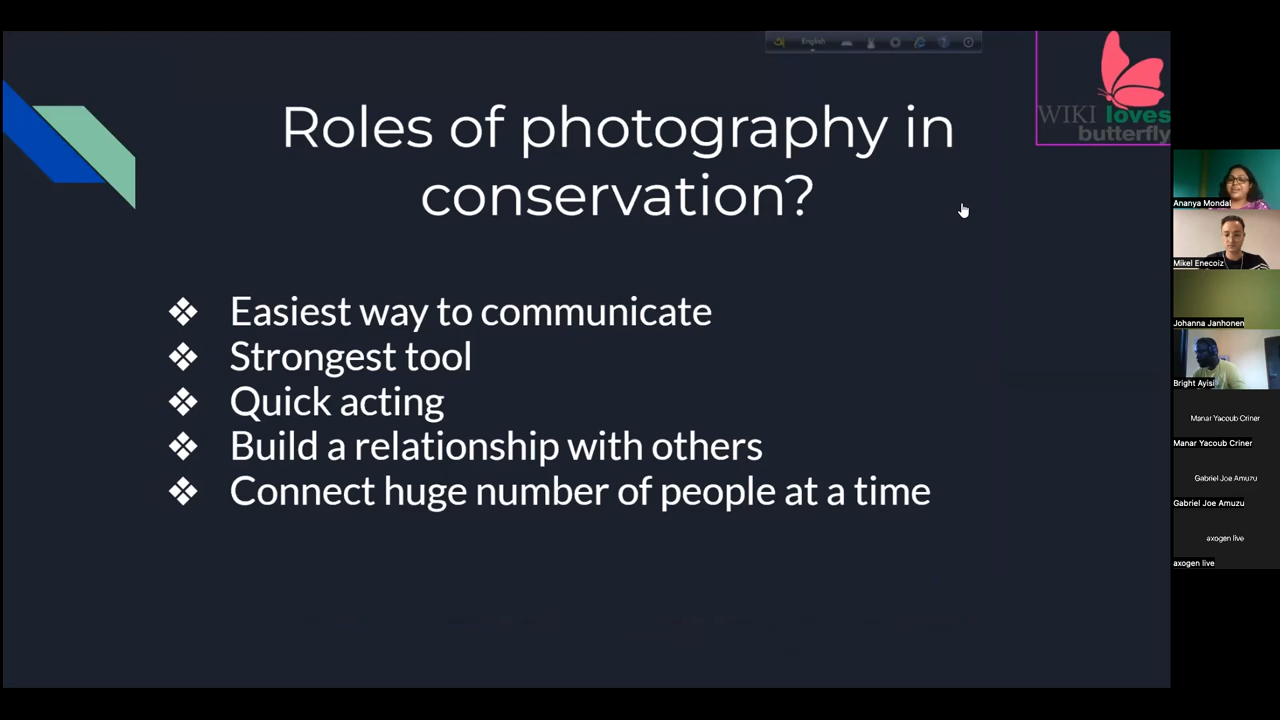 English
WIKI loves
butterfly
Roles of photography in
conservation?
❖ Easiest way to communicate
❖ Strongest tool
❖ Quick acting
❖ Build a relationship with others
❖ Connect huge number of people at a time
Ananya Mondal
Mikel Enecoiz
Johanna Janhonen
Bright Ayisi
Manar Yacoub Criner
Manar Yacoub Criner
Gabriel Joe Amuzu
Gabriel Joe Amuzu
axogen live
axogen live